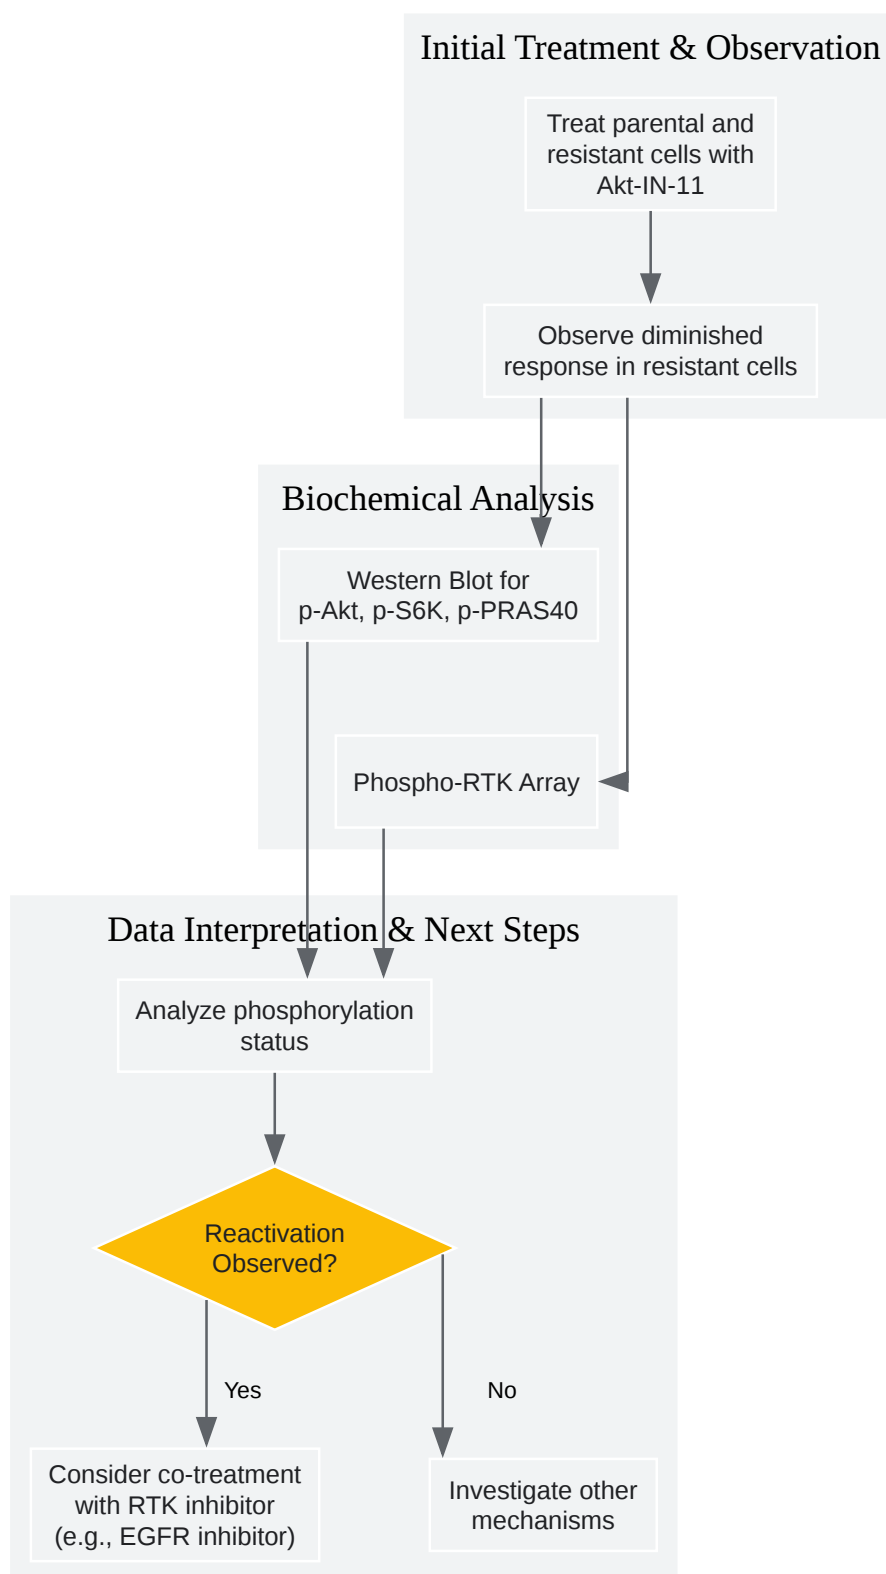 Initial Treatment & Observation
Treat parental and
resistant cells with
Akt-IN-11
Observe diminished
response in resistant cells
Biochemical Analysis
Western Blot for
p-Akt, p-S6K, p-PRAS40
Phospho-RTK Array
Data Interpretation & Next Steps
Analyze phosphorylation
status
Reactivation
Observed?
Yes
No
Consider co-treatment
with RTK inhibitor
(e.g., EGFR inhibitor)
Investigate other
mechanisms